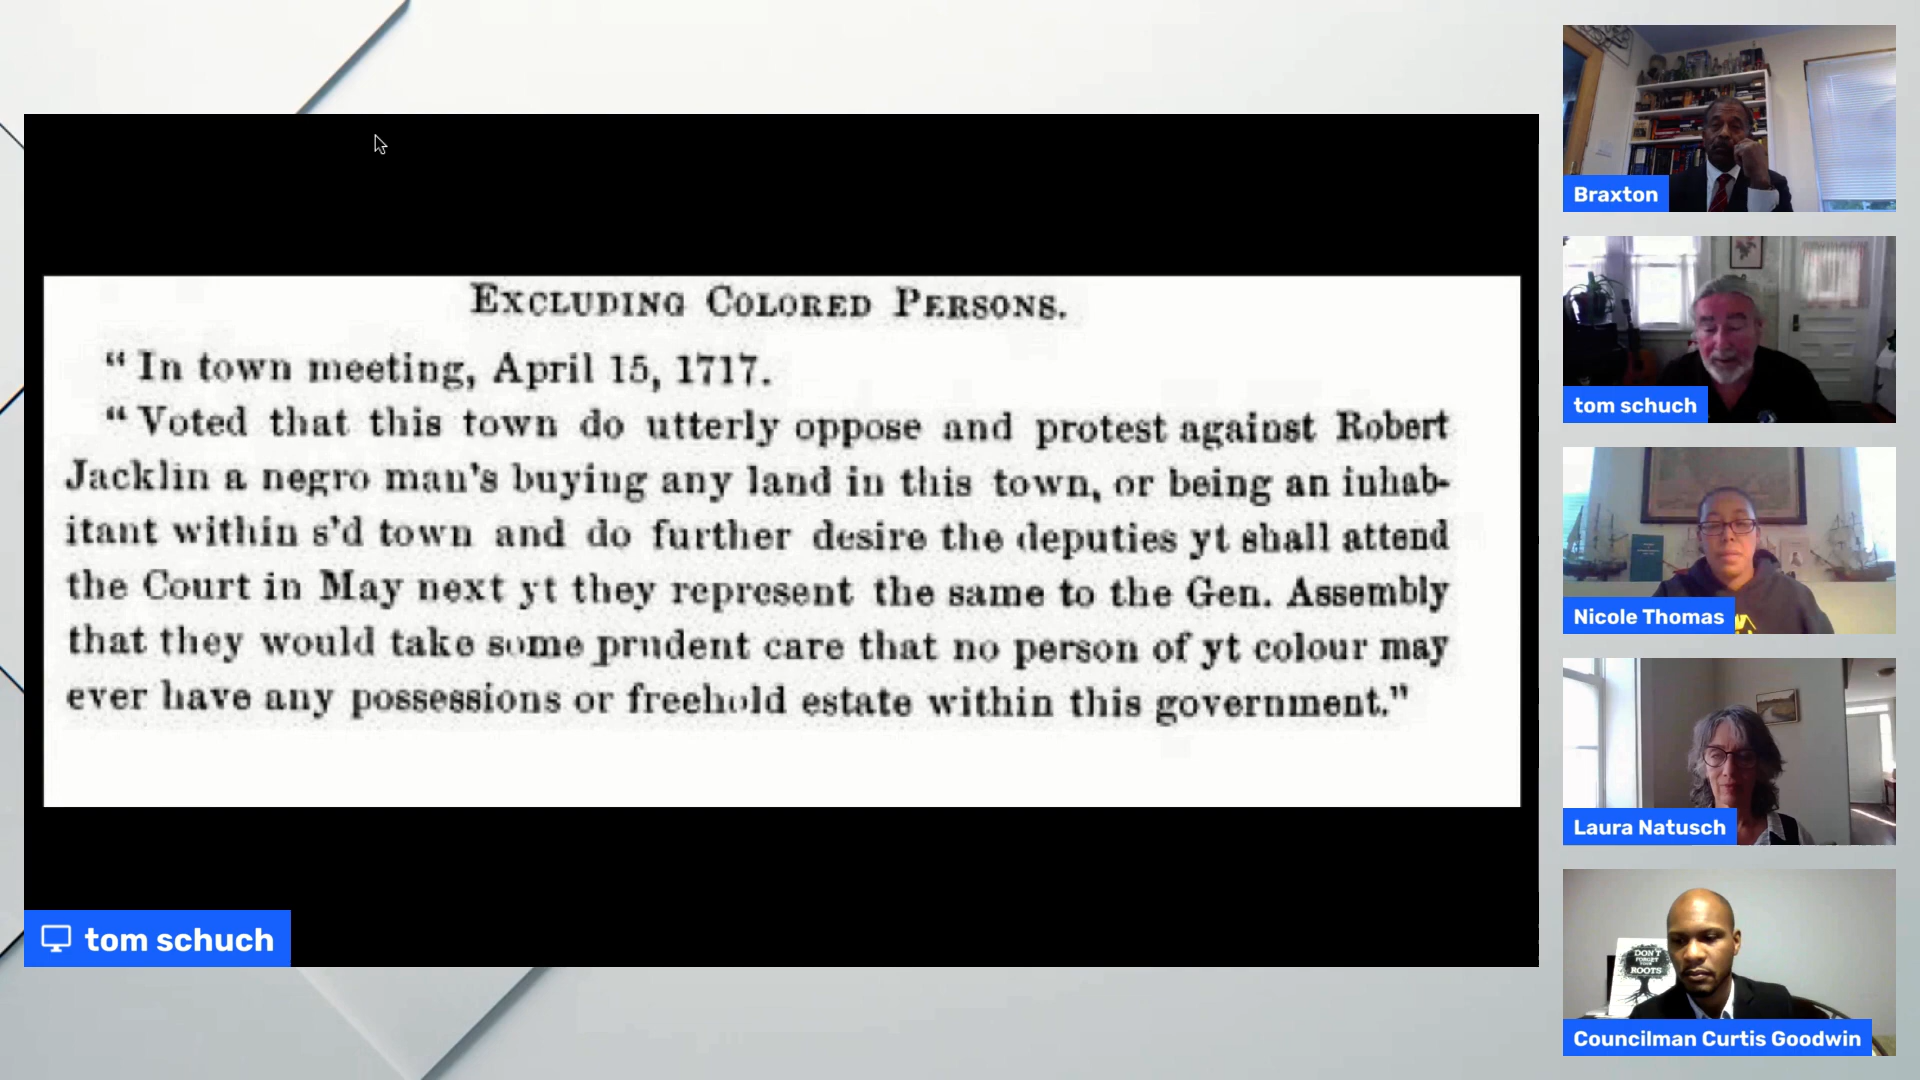 EXCLUDING COLORED PERSONS.
“In town meeting, April 15, 1717.
“Voted that this town do utterly oppose and protest against Robert
Jacklin a negro man's buying any land in this town, or being an inhab-
itant within s'd town and do further desire the deputies yt shall attend
the Court in May next yt they represent the same to the Gen. Assembly
that they would take some prudent care that no person of yt colour may
ever have any possessions or freehold estate within this government.”
tom schuch
Braxton
tom schuch
Nicole Thomas
Laura Natusch
DON'T
FORGET
YOUR
ROOTS
Councilman Curtis Goodwin